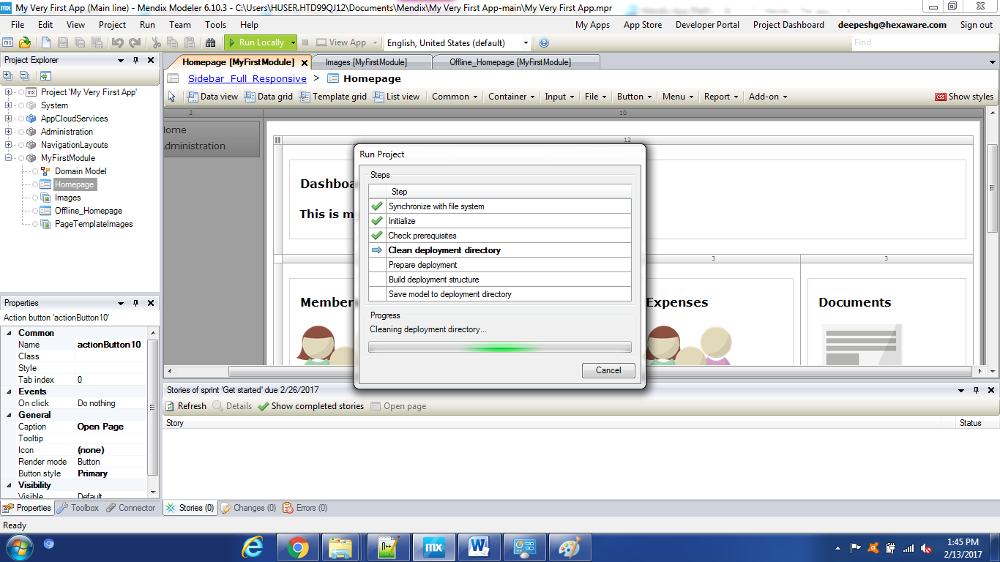 My Very First App (Main line) - Mendix Modeler 6.10.3 - C:\Users\HUSER.HTD99QJ12\Documents\Mendix\My Very First App-main\My Very First App.mpr
File Edit View Project Run Team Tools Help My Apps App Store Developer Portal Project Dashboard deepeshg@hexaware.com Sign out
Run Locally View App English, United States (default) Find
Project Explorer
Homepage [MyFirstModule] Images [MyFirstModule] Offline_Homepage [MyFirstModule]
Sidebar_Full_Responsive > Homepage
Data view Data grid Template grid List view Common Container Input File Button Menu Report Add-on Show styles
Project 'My Very First App'
System
AppCloudServices
Administration
NavigationLayouts
MyFirstModule
Domain Model
Homepage
Images
Offline_Homepage
PageTemplateImages
2 10
ome
dministration
12
Dashboa
This is m
3 3
Member
Expenses
Documents
Run Project
Steps
Step
Synchronize with file system
Initialize
Check prerequisites
Clean deployment directory
Prepare deployment
Build deployment structure
Save model to deployment directory
Progress
Cleaning deployment directory...
Cancel
Properties
Action button 'actionButton10'
Common
Name actionButton10
Class
Style
Tab index 0
Events
On click Do nothing
General
Caption Open Page
Tooltip
Icon (none)
Render mode Button
Button style Primary
Visibility
Visible Default
Properties Toolbox Connector
Stories of sprint 'Get started' due 2/26/2017
Refresh Details Show completed stories Open page
Story Status
Stories (0) Changes (0) Errors (0)
Ready
mx
1:45 PM
2/13/2017